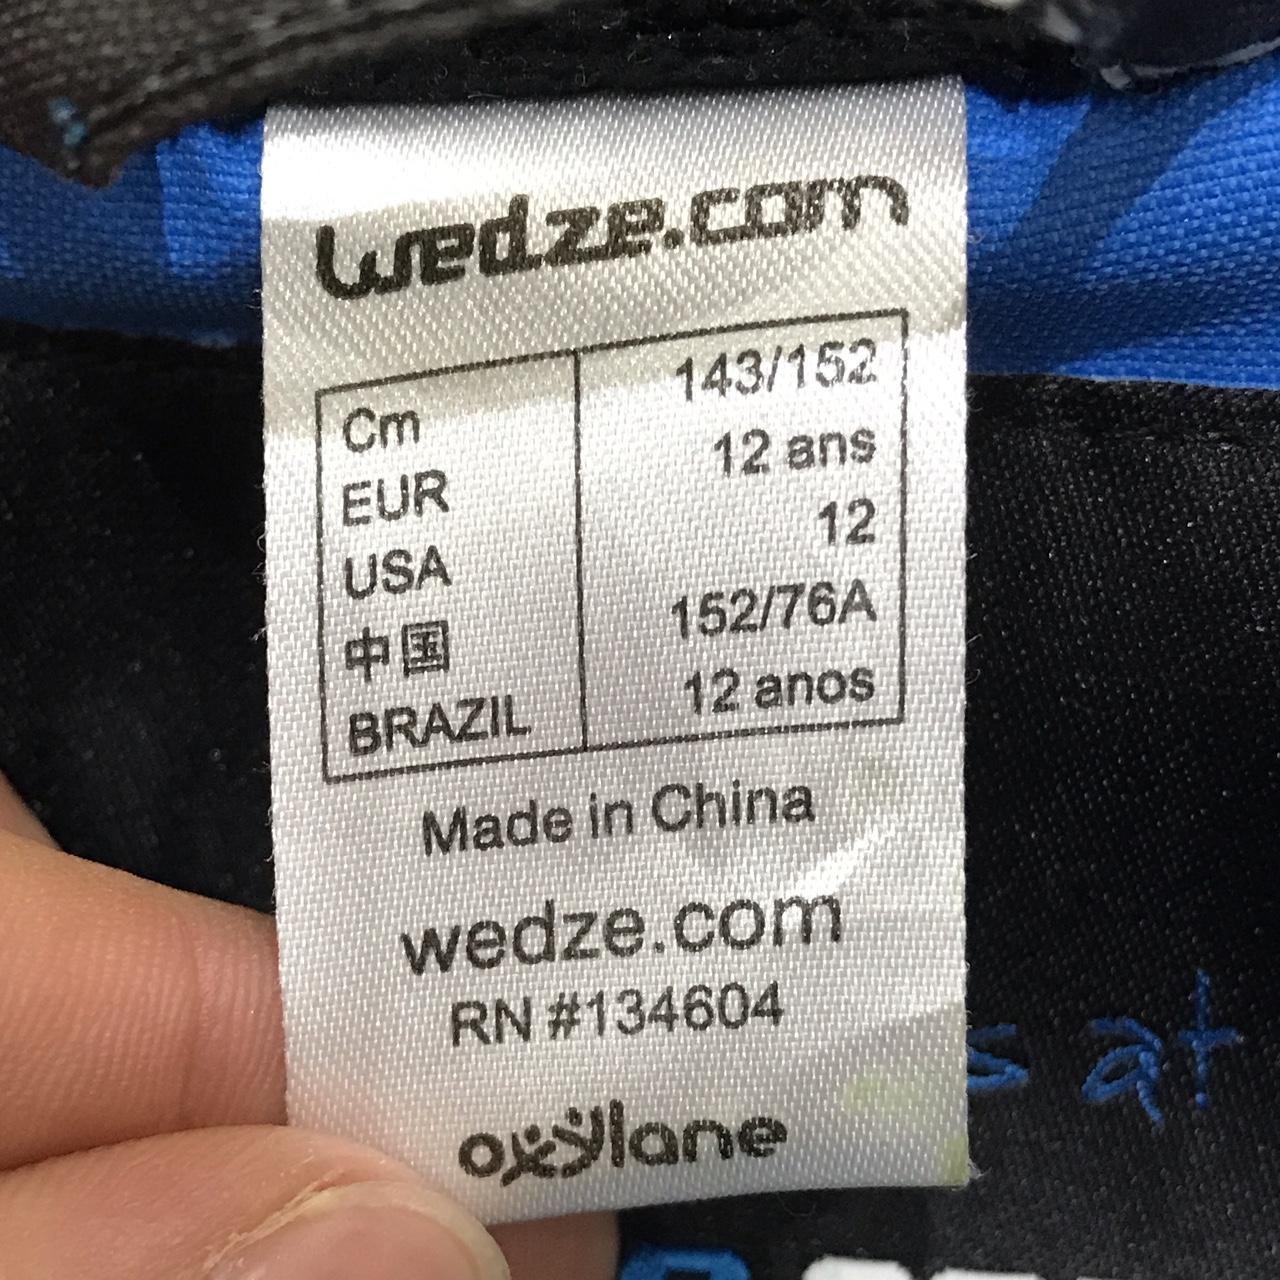 wedze.com
Cm 143/152
EUR 12 ans
USA 12
中国 152/76A
BRAZIL 12 anos
Made in China
wedze.com
RN #134604
oxylane
s at